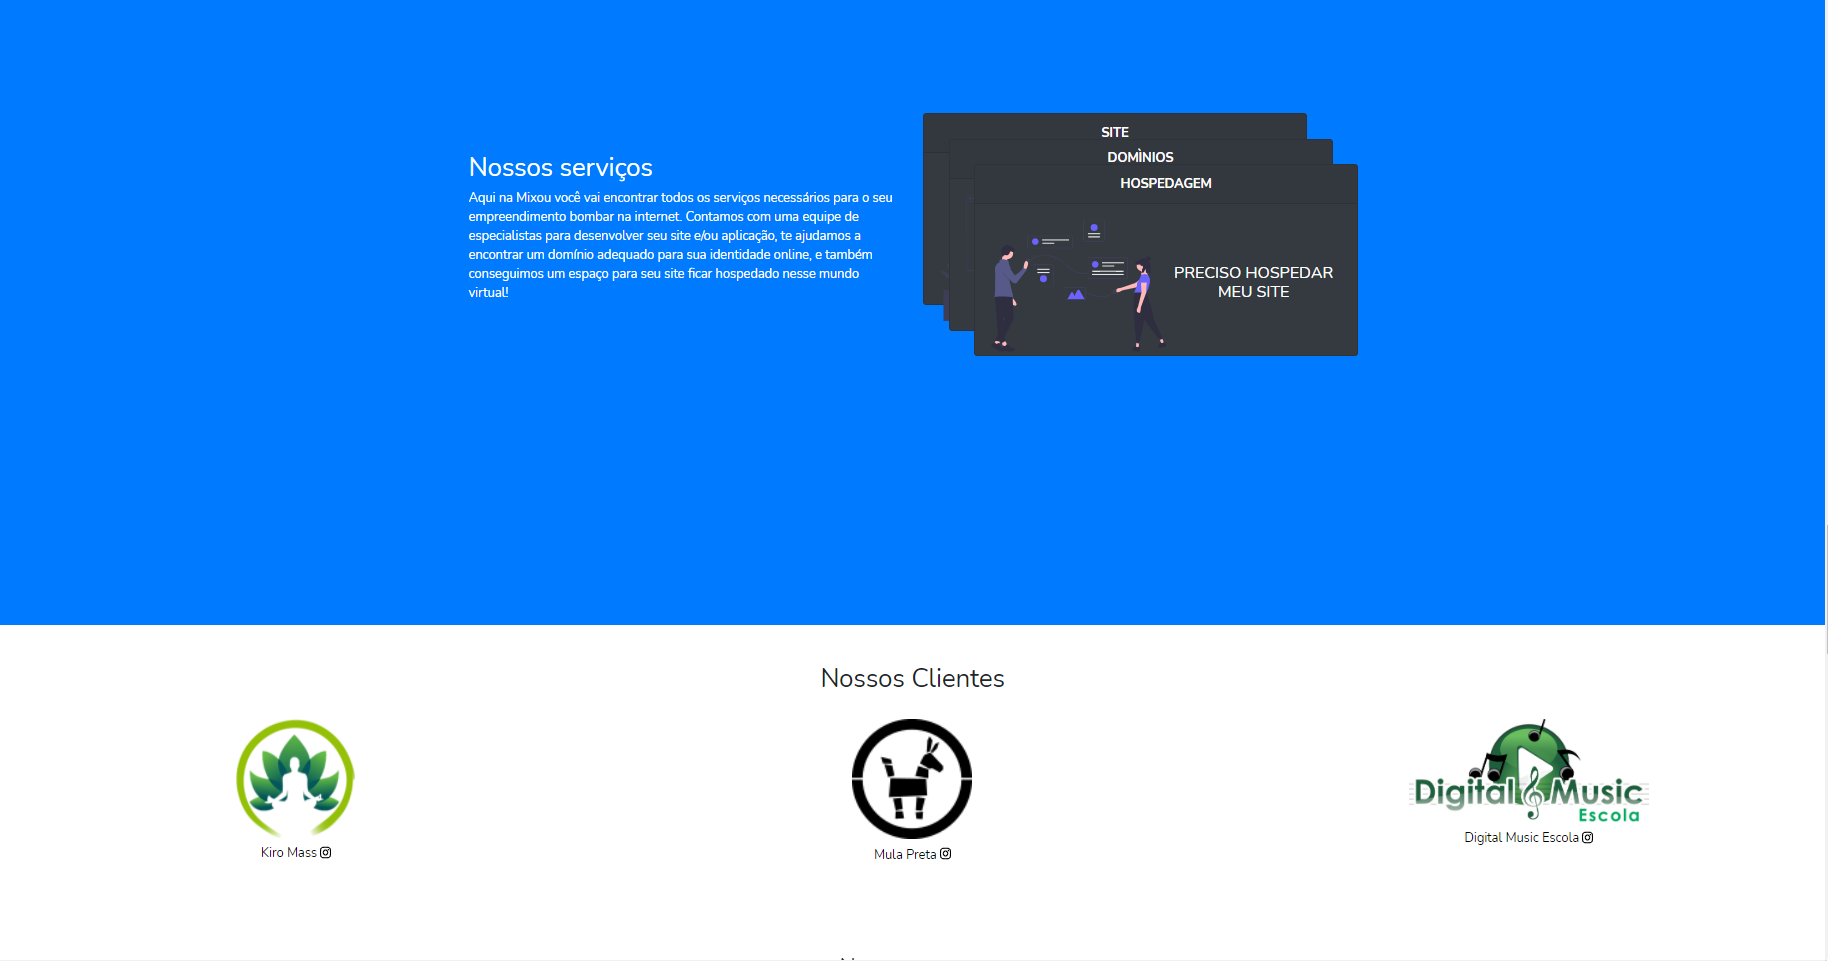 Nossos serviços
Aqui na Mixou você vai encontrar todos os serviços necessários para o seu
empreendimento bombar na internet. Contamos com uma equipe de
especialistas para desenvolver seu site e/ou aplicação, te ajudamos a
encontrar um domínio adequado para sua identidade online, e também
conseguimos um espaço para seu site ficar hospedado nesse mundo
virtual!
SITE
DOMÌNIOS
HOSPEDAGEM
PRECISO HOSPEDAR
MEU SITE
Nossos Clientes
Kiro Mass
Mula Preta
Digital Music
Escola
Digital Music Escola